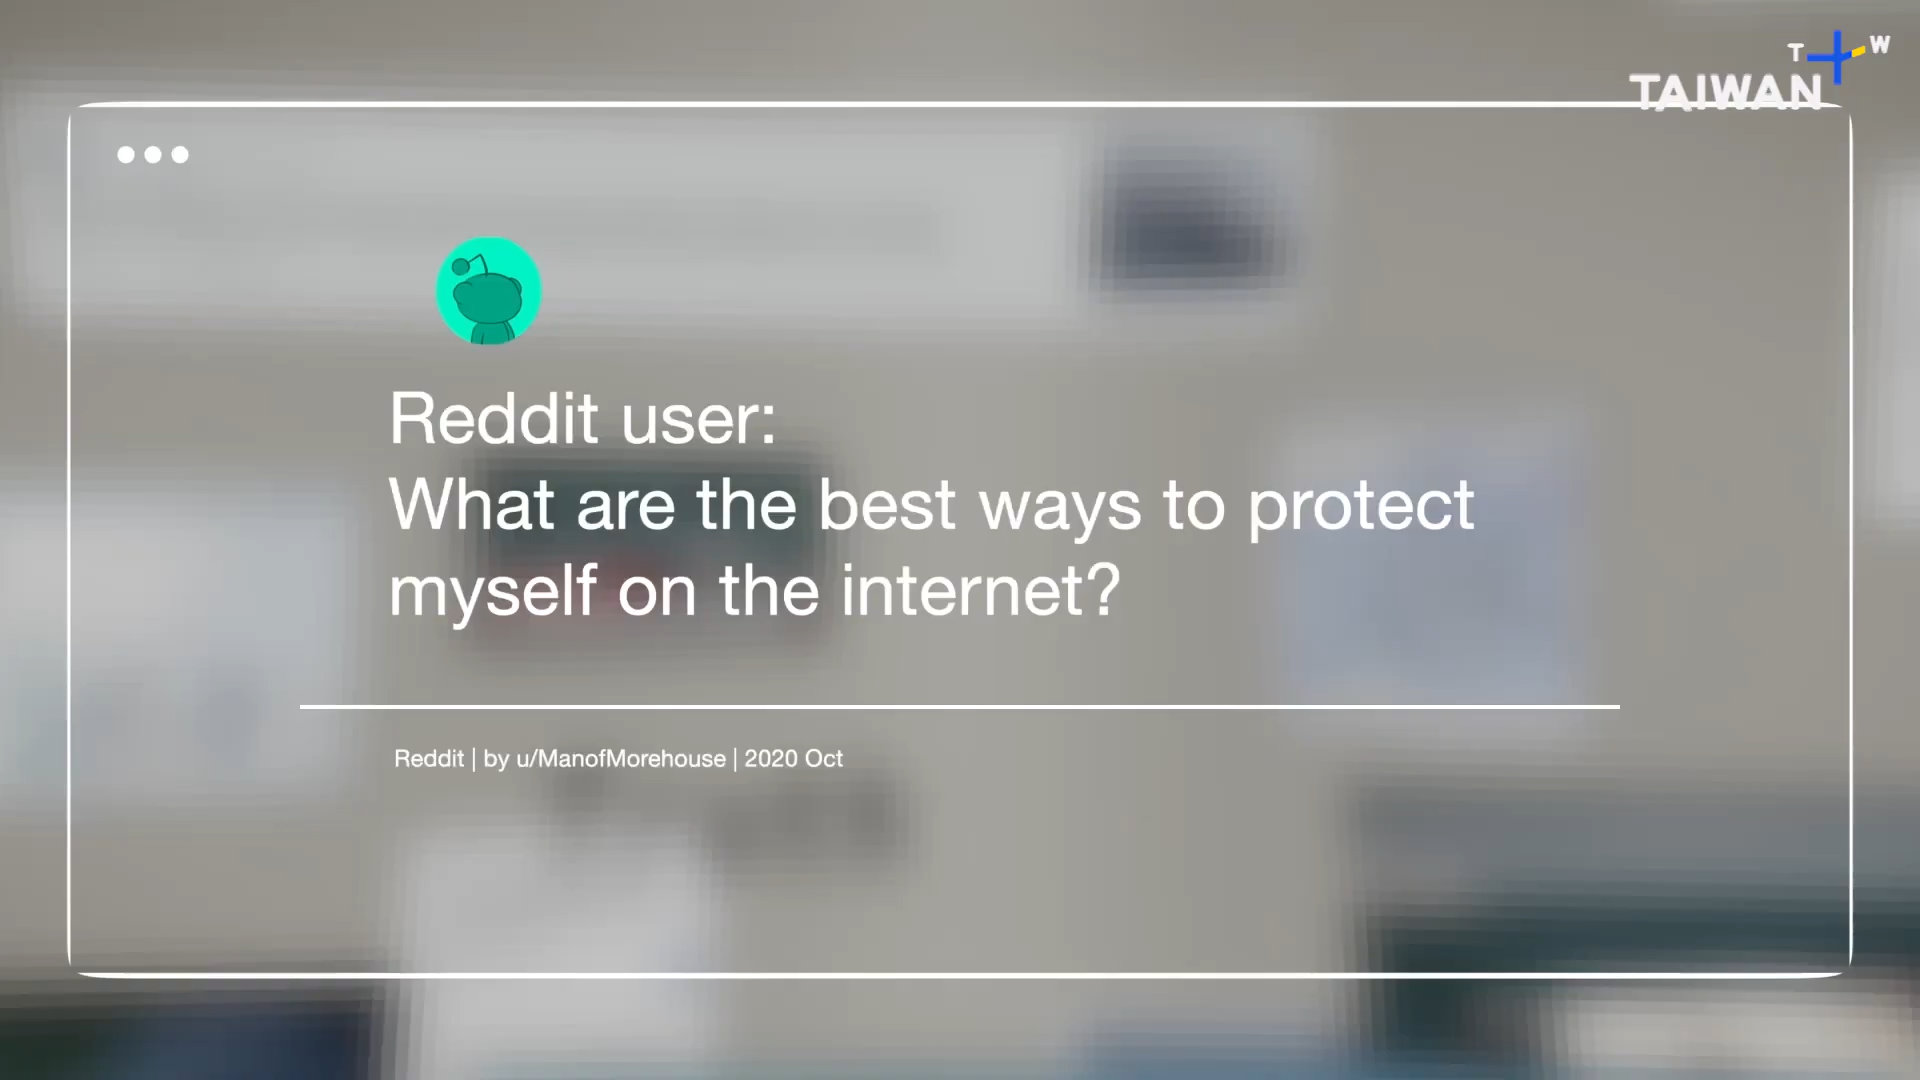 T W
TAIWAN
Reddit user:
What are the best ways to protect
myself on the internet?
Reddit | by u/ManofMorehouse | 2020 Oct